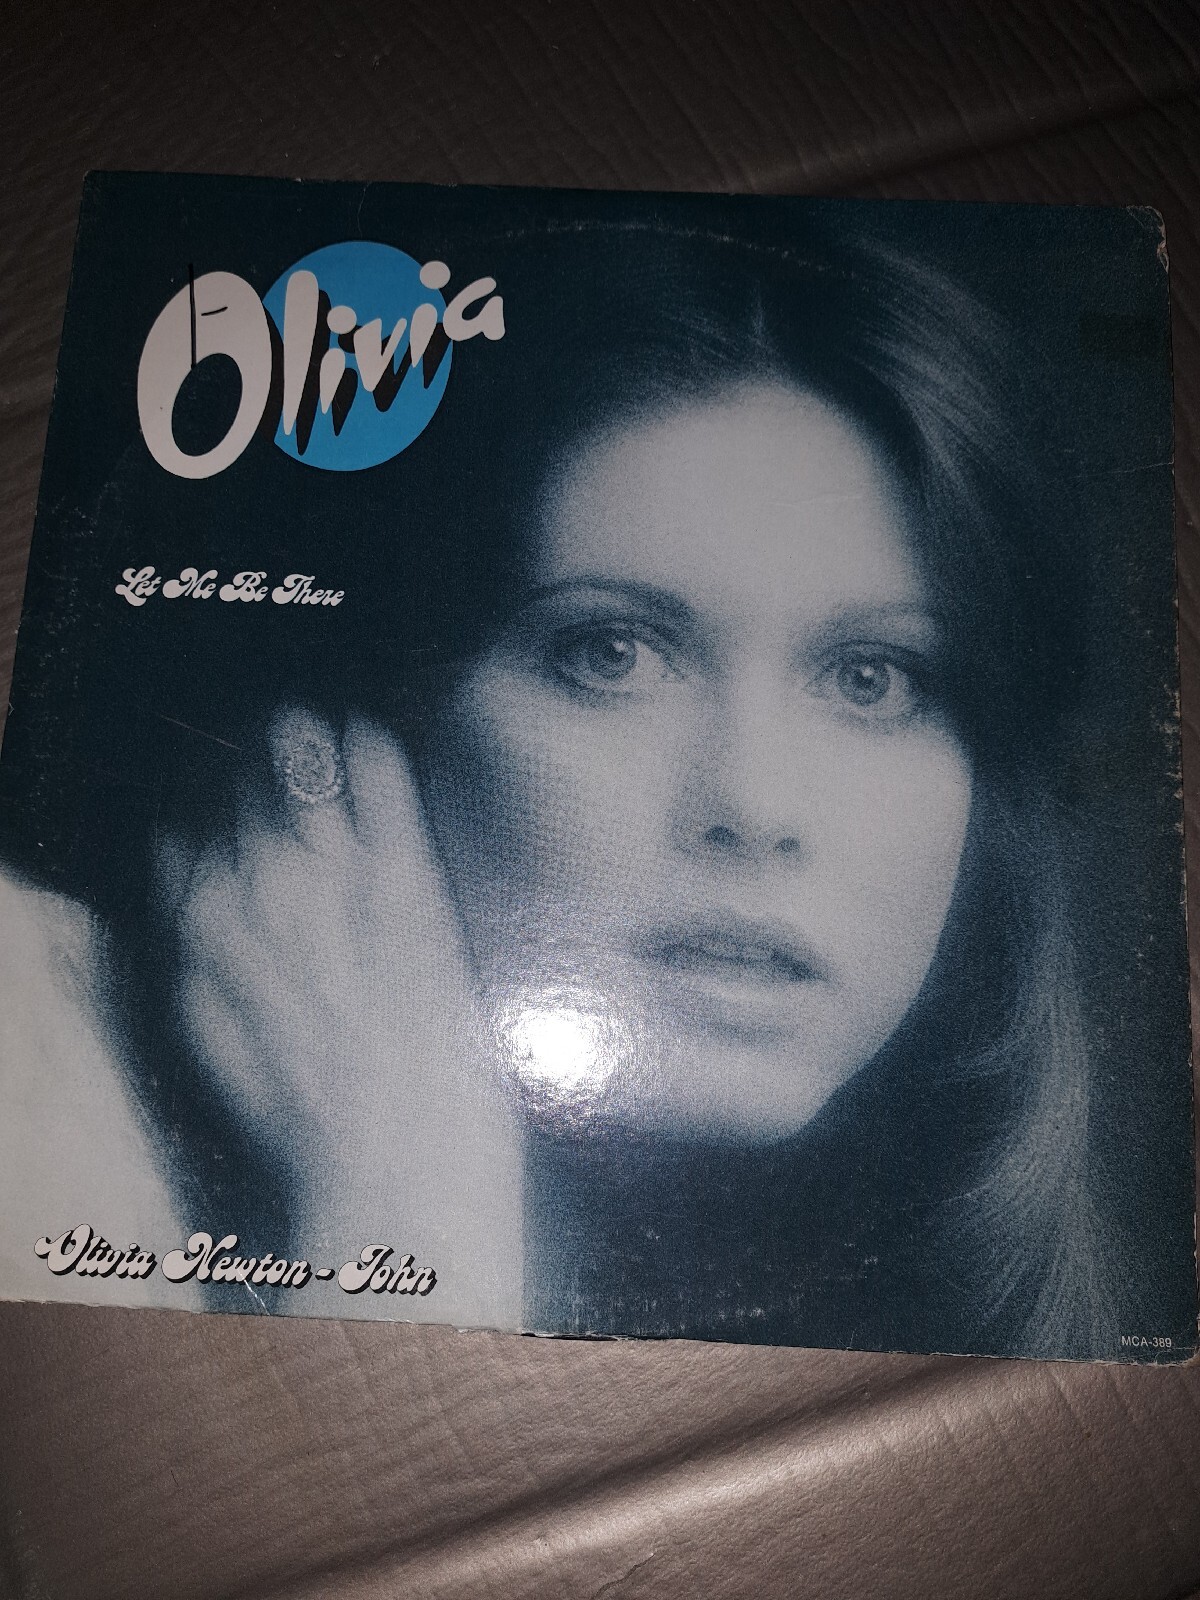 Olivia
Let Me Be There
Olivia Newton-John
MCA-389